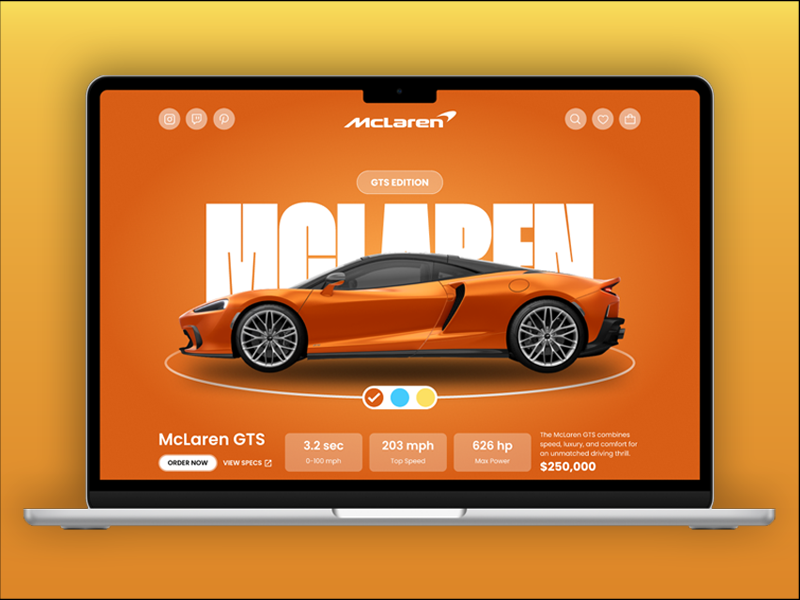 McLaren
GTS EDITION
MCLAREN
McLaren GTS
ORDER NOW
VIEW SPECS
3.2 sec
0-100 mph
203 mph
Top Speed
626 hp
Max Power
The McLaren GTS combines
speed, luxury, and comfort for
an unmatched driving thrill.
$250,000